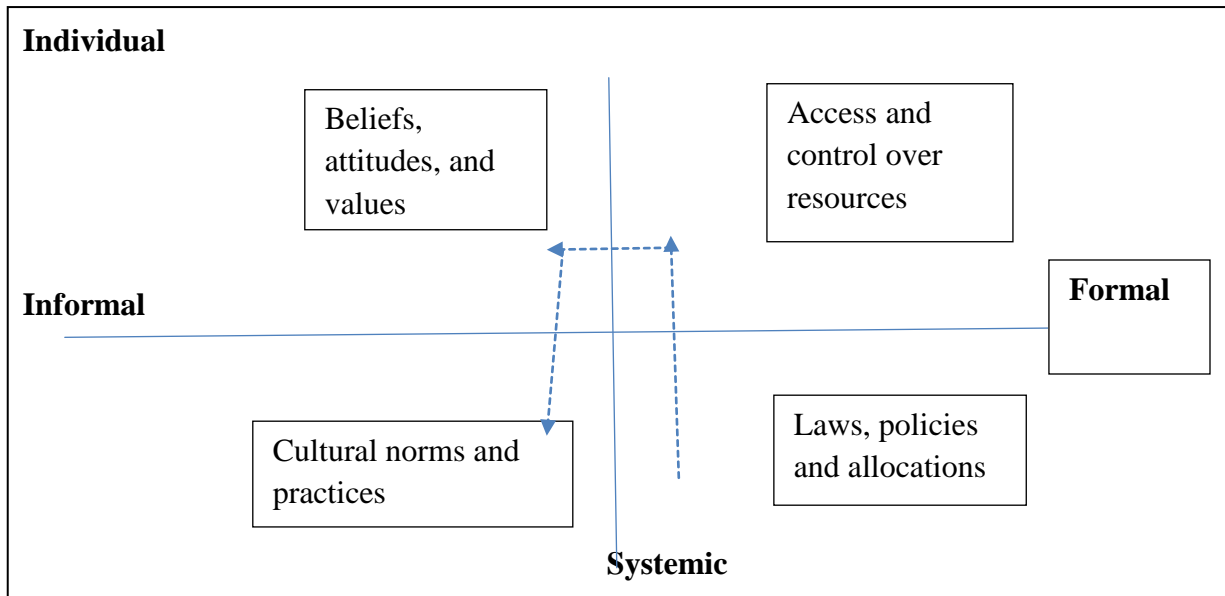 Individual
Beliefs,
attitudes, and
values
Access and
control over
resources
Informal
Formal
Cultural norms and
practices
Laws, policies
and allocations
Systemic